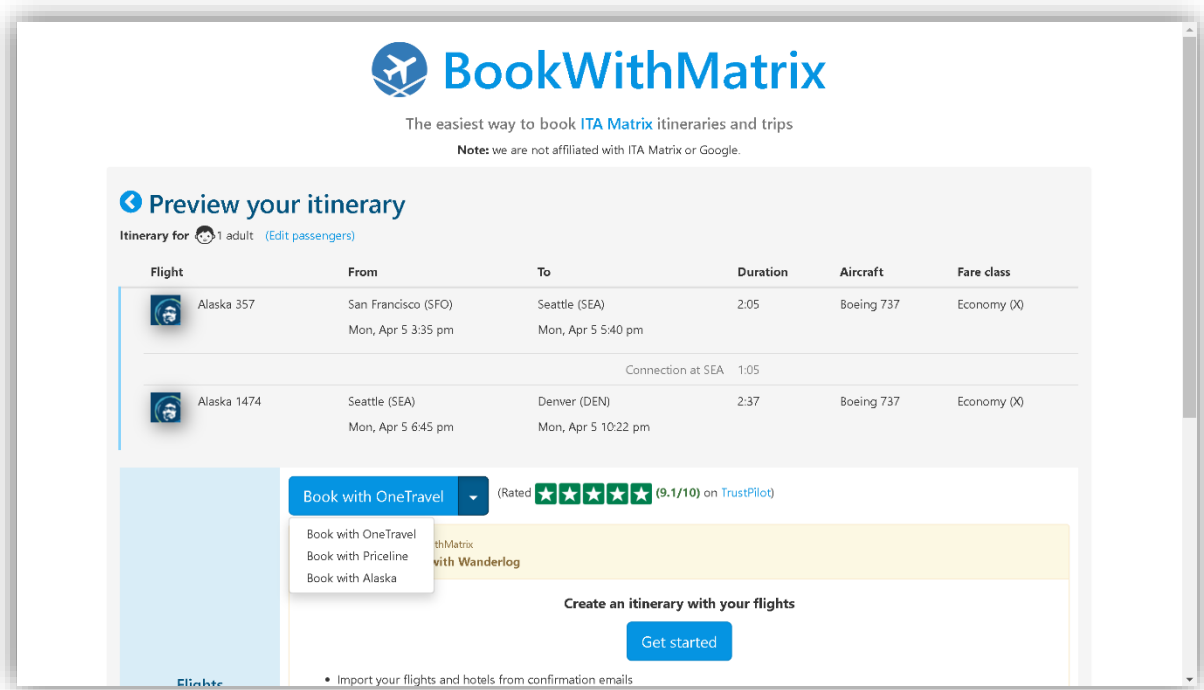 BookWithMatrix
The easiest way to book ITA Matrix itineraries and trips
Note: we are not affiliated with ITA Matrix or Google.
Preview your itinerary
Itinerary for 1 adult (Edit passengers)
Flight From To Duration Aircraft Fare class
Alaska 357 San Francisco (SFO) Seattle (SEA) 2:05 Boeing 737 Economy (X)
Mon, Apr 5 3:35 pm Mon, Apr 5 5:40 pm
Connection at SEA 1:05
Alaska 1474 Seattle (SEA) Denver (DEN) 2:37 Boeing 737 Economy (X)
Mon, Apr 5 6:45 pm Mon, Apr 5 10:22 pm
Book with OneTravel (Rated (9.1/10) on TrustPilot)
Book with OneTravel
thMatrix
Book with Priceline
with Wanderlog
Book with Alaska
Create an itinerary with your flights
Get started
Flights
• Import your flights and hotels from confirmation emails